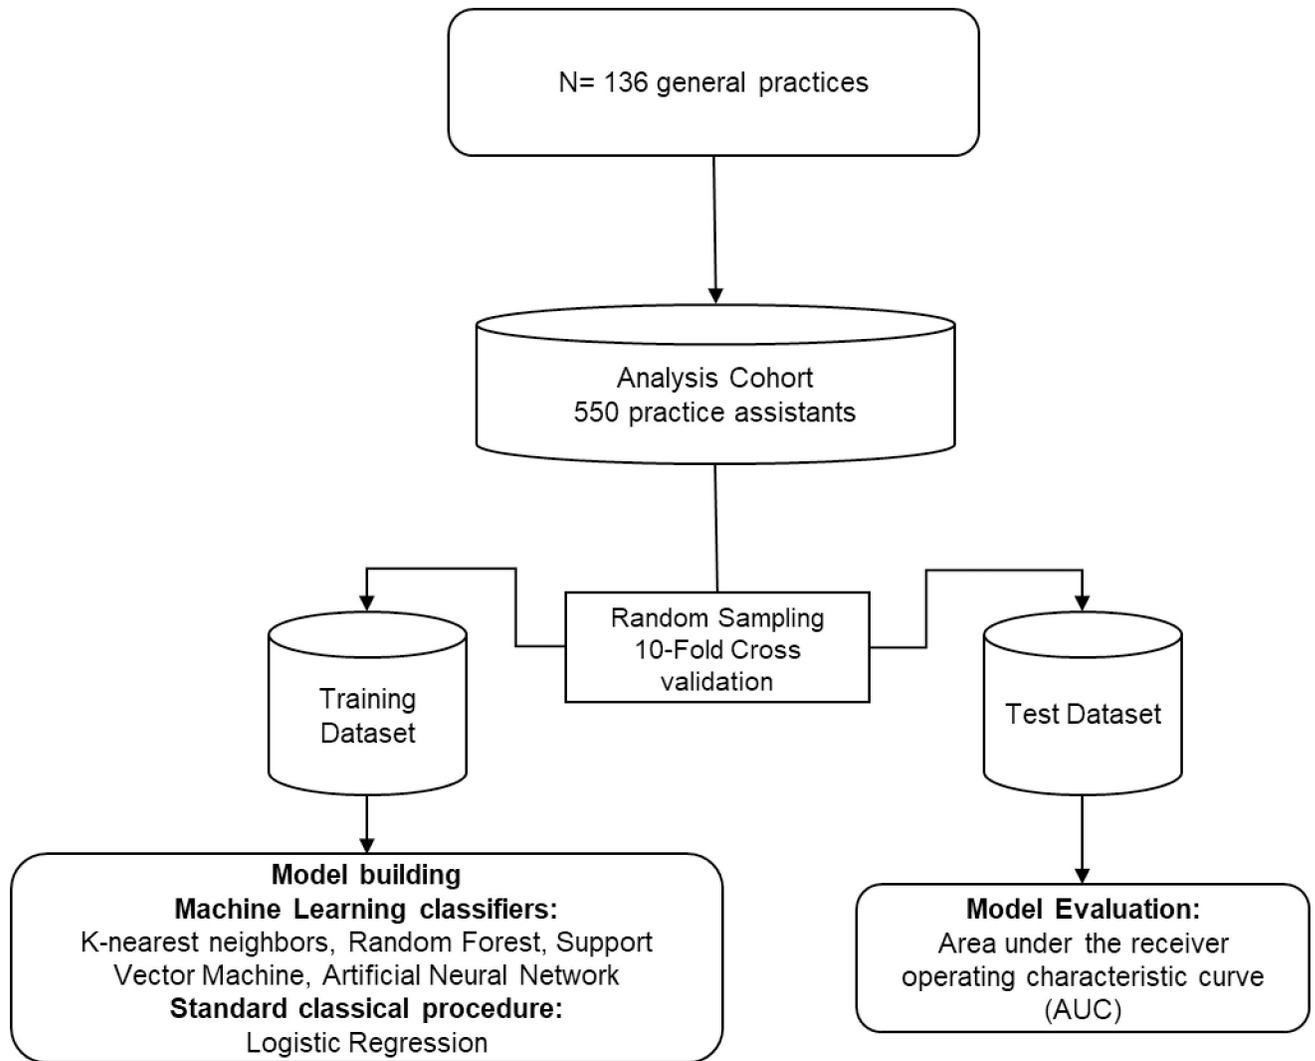 N= 136 general practices
Analysis Cohort
550 practice assistants
Random Sampling
10-Fold Cross
validation
Training
Dataset
Test Dataset
Model building
Machine Learning classifiers:
K-nearest neighbors, Random Forest, Support
Vector Machine, Artificial Neural Network
Standard classical procedure:
Logistic Regression
Model Evaluation:
Area under the receiver
operating characteristic curve
(AUC)